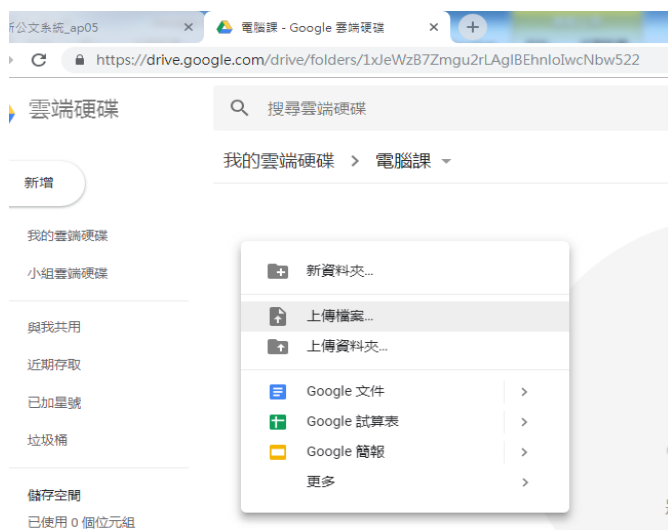 公文系統_ap05
電腦課 - Google 雲端硬碟
https://drive.google.com/drive/folders/1xJeWzB7Zmgu2rLAglBEhnloIwcNbw522
雲端硬碟
搜尋雲端硬碟
我的雲端硬碟 > 電腦課
新增
我的雲端硬碟
小組雲端硬碟
與我共用
近期存取
已加星號
垃圾桶
儲存空間
已使用 0 個位元組
新資料夾...
上傳檔案...
上傳資料夾...
Google 文件
Google 試算表
Google 簡報
更多